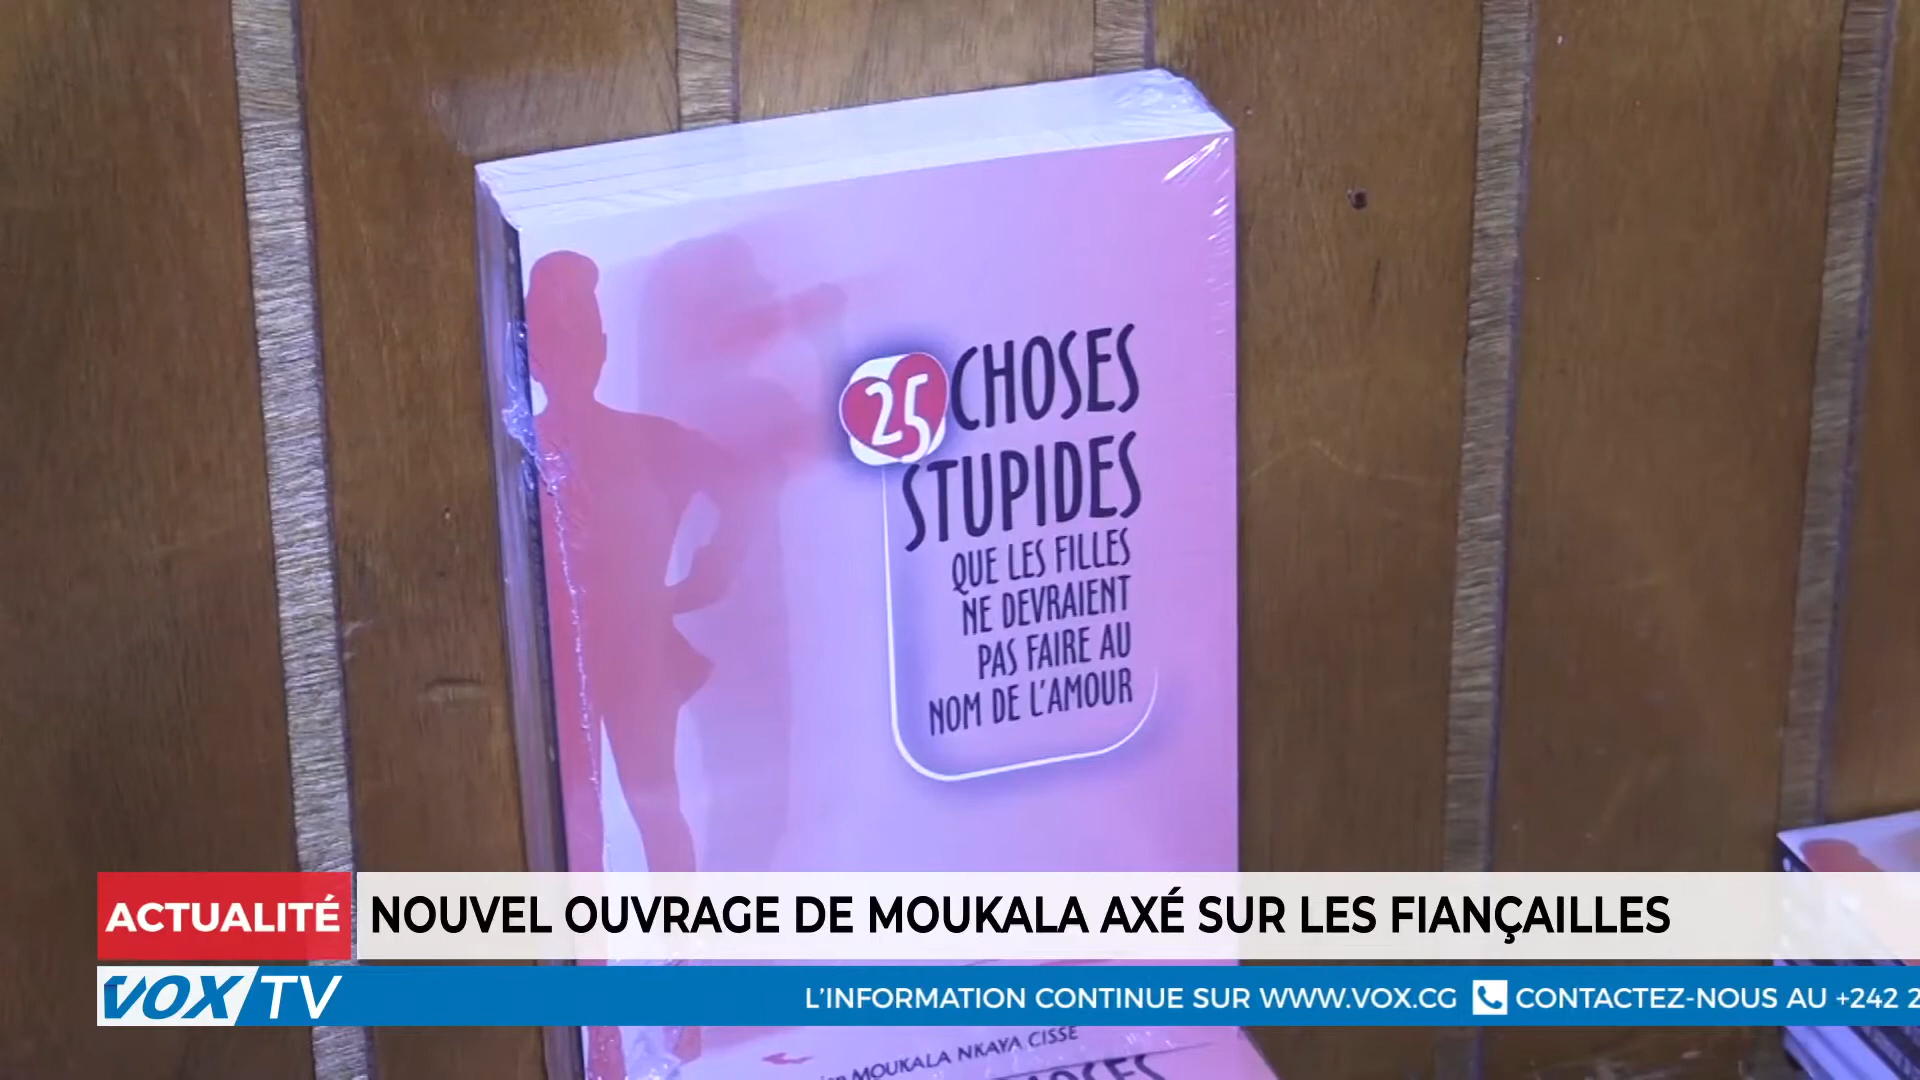 25 CHOSES
STUPIDES
QUE LES FILLES
NE DEVRAIENT
PAS FAIRE AU
NOM DE L'AMOUR
ACTUALITÉ NOUVEL OUVRAGE DE MOUKALA AXÉ SUR LES FIANÇAILLES
VOX TV L'INFORMATION CONTINUE SUR WWW.VOX.CG CONTACTEZ-NOUS AU +242 2
MOUKALA NKAYA CISSE